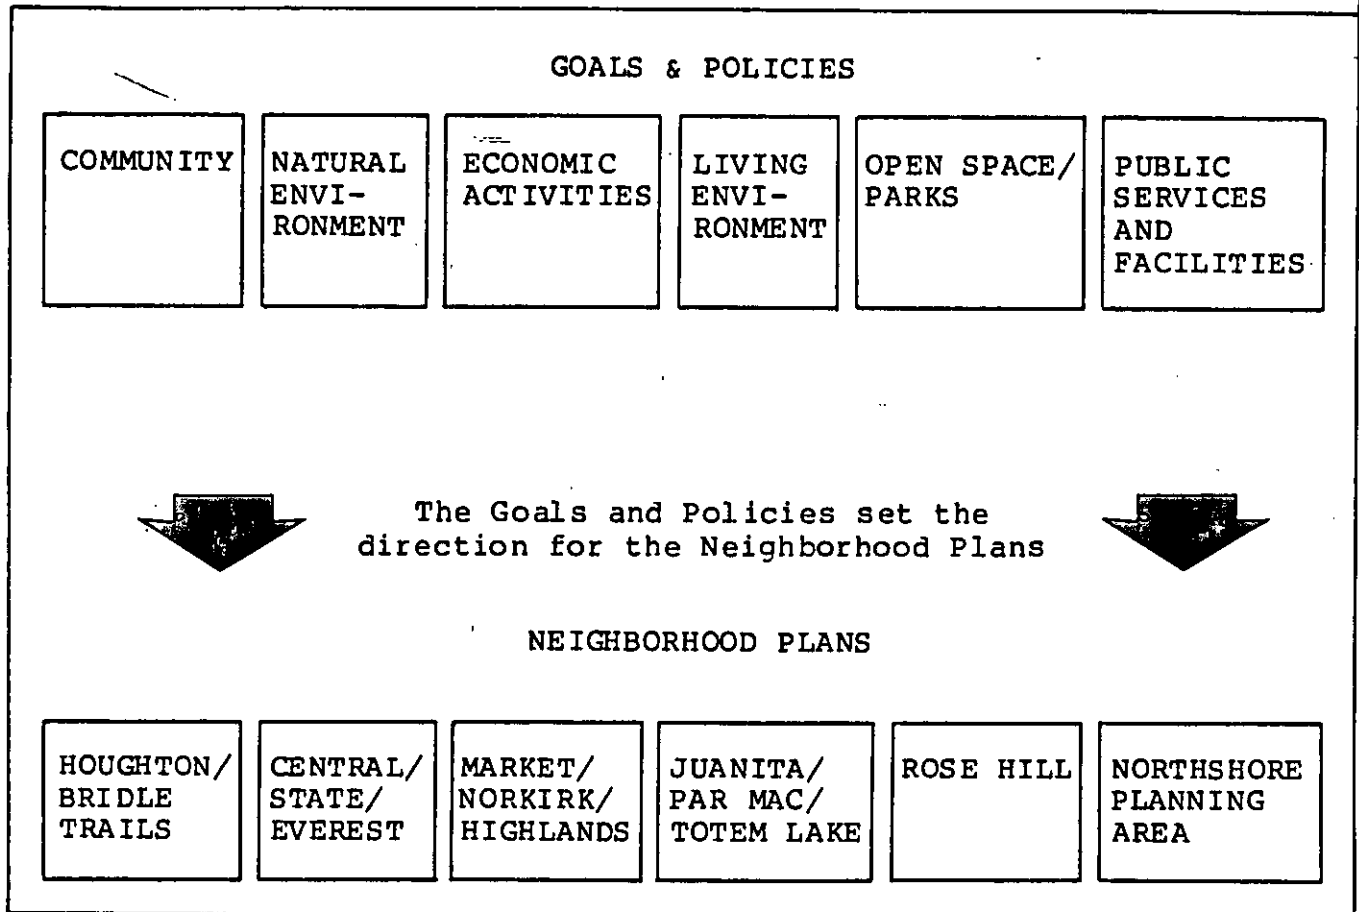 GOALS & POLICIES
COMMUNITY
NATURAL
ENVI-
RONMENT
ECONOMIC
ACTIVITIES
LIVING
ENVI-
RONMENT
OPEN SPACE/
PARKS
PUBLIC
SERVICES
AND
FACILITIES
The Goals and Policies set the
direction for the Neighborhood Plans
NEIGHBORHOOD PLANS
HOUGHTON/
BRIDLE
TRAILS
CENTRAL/
STATE/
EVEREST
MARKET/
NORKIRK/
HIGHLANDS
JUANITA/
PAR MAC/
TOTEM LAKE
ROSE HILL
NORTHSHORE
PLANNING
AREA